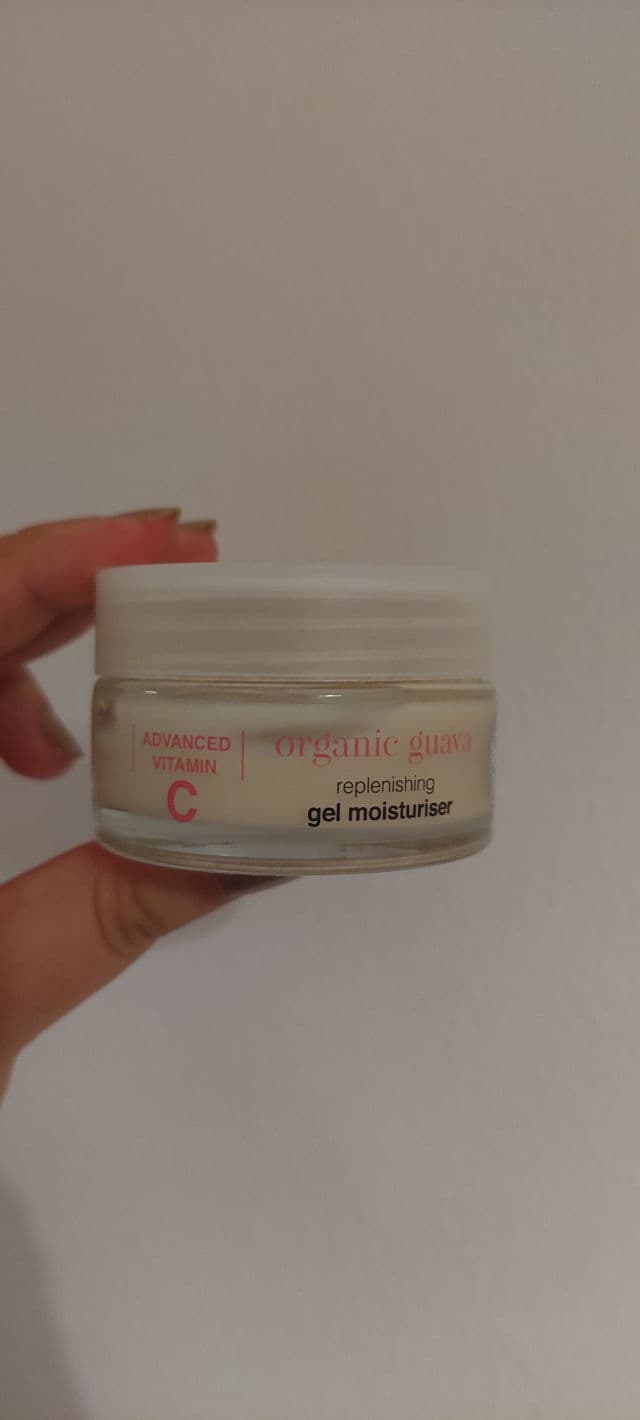 ADVANCED
VITAMIN
C
organic guava
replenishing
gel moisturiser